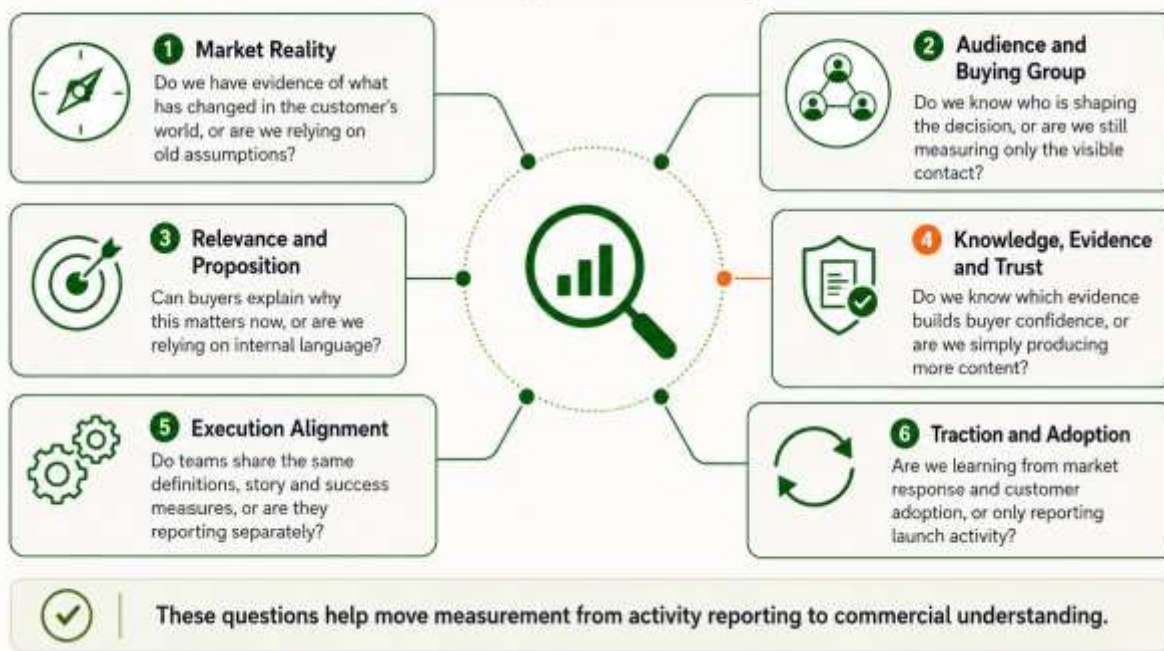 1 Market Reality
Do we have evidence of what
has changed in the customer's
world, or are we relying on
old assumptions?
2 Audience and
Buying Group
Do we know who is shaping
the decision, or are we still
measuring only the visible
contact?
3 Relevance and
Proposition
Can buyers explain why
this matters now, or are we
relying on internal language?
4 Knowledge, Evidence
and Trust
Do we know which evidence
builds buyer confidence, or
are we simply producing
more content?
5 Execution Alignment
Do teams share the same
definitions, story and success
measures, or are they
reporting separately?
6 Traction and Adoption
Are we learning from market
response and customer
adoption, or only reporting
launch activity?
These questions help move measurement from activity reporting to commercial understanding.